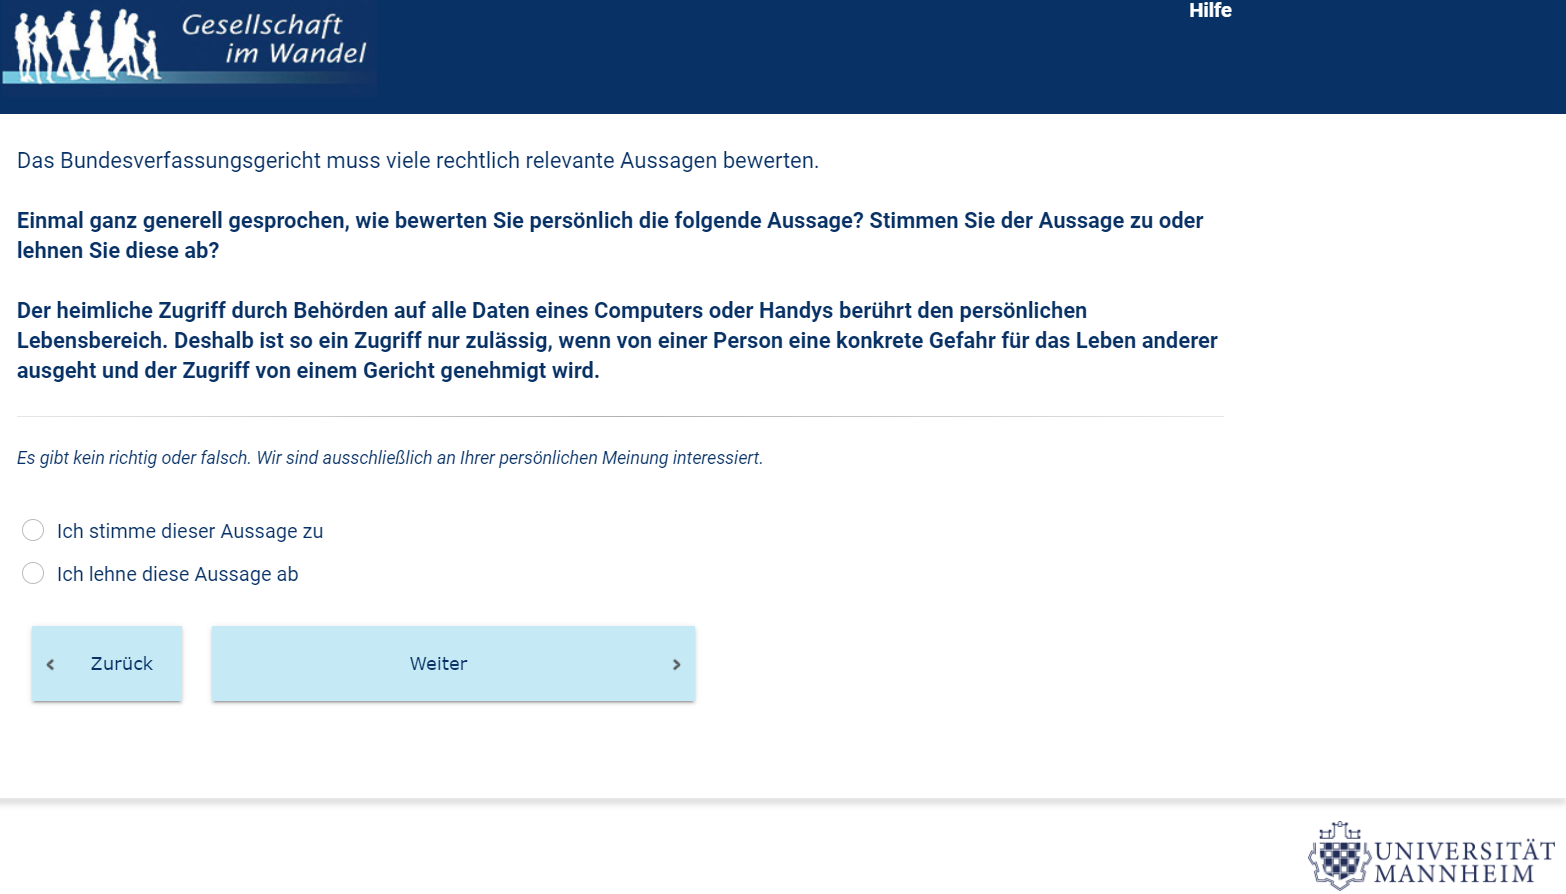 Gesellschaft
im Wandel
Hilfe
Das Bundesverfassungsgericht muss viele rechtlich relevante Aussagen bewerten.
Einmal ganz generell gesprochen, wie bewerten Sie persönlich die folgende Aussage? Stimmen Sie der Aussage zu oder
lehnen Sie diese ab?
Der heimliche Zugriff durch Behörden auf alle Daten eines Computers oder Handys berührt den persönlichen
Lebensbereich. Deshalb ist so ein Zugriff nur zulässig, wenn von einer Person eine konkrete Gefahr für das Leben anderer
ausgeht und der Zugriff von einem Gericht genehmigt wird.
Es gibt kein richtig oder falsch. Wir sind ausschließlich an Ihrer persönlichen Meinung interessiert.
Ich stimme dieser Aussage zu
Ich lehne diese Aussage ab
Zurück
Weiter
UNIVERSITÄT
MANNHEIM